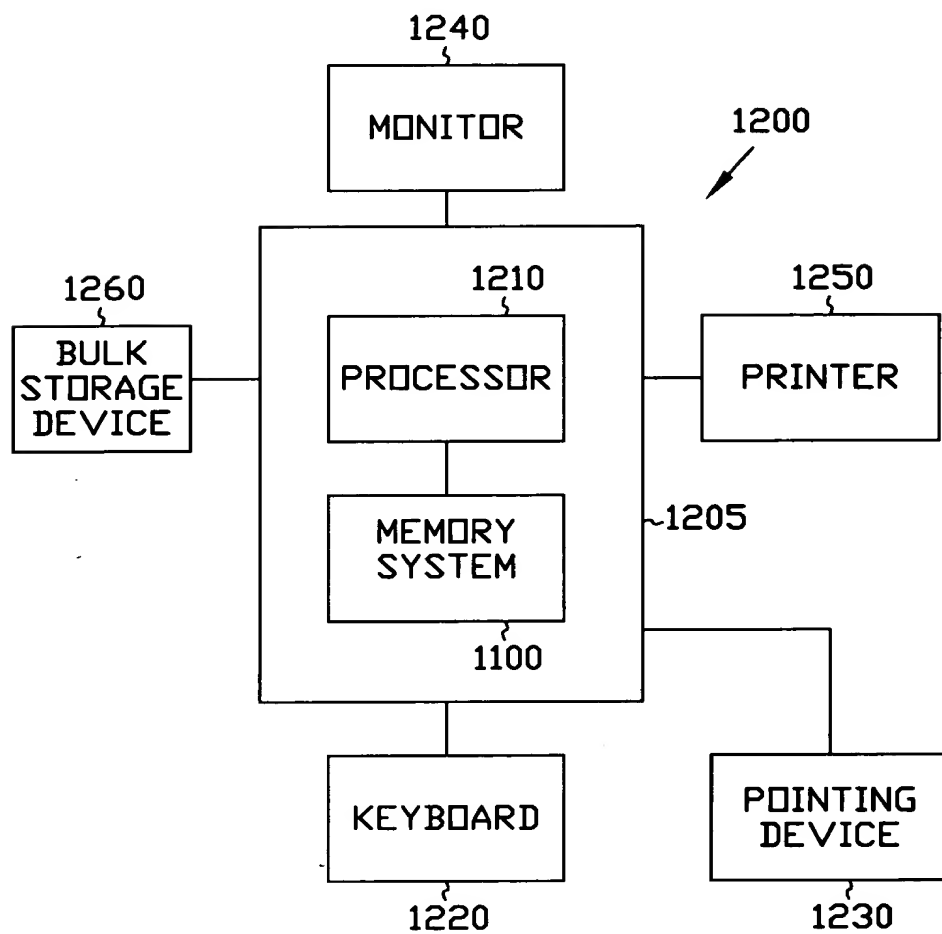 1240
MONITOR
1200
1260
BULK
STORAGE
DEVICE
1210
PROCESSOR
1250
PRINTER
MEMORY
SYSTEM
1205
1100
KEYBOARD
1220
POINTING
DEVICE
1230